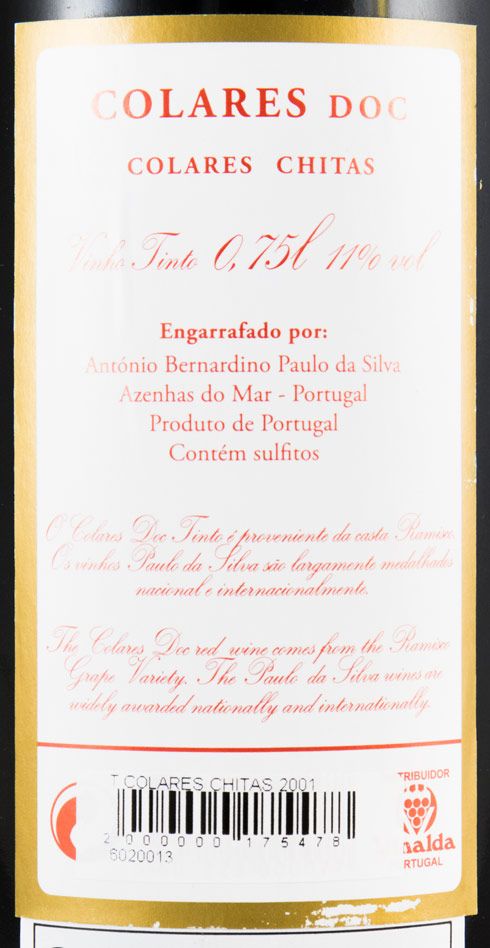 COLARES DOC
COLARES CHITAS
Vinho Tinto 0,75l 11% vol
Engarrafado por:
António Bernardino Paulo da Silva
Azenhas do Mar - Portugal
Produto de Portugal
Contém sulfitos
O Colares Doc Tinto é proveniente da casta Ramisco.
Os vinhos Paulo da Silva são largamente medalhados
nacional e internacionalmente.
The Colares Doc red wine comes from the Ramisco
Grape Variety. The Paulo da Silva wines are
widely awarded nationally and internationally.
T COLARES CHITAS 2001
2 000000 175478
6020013